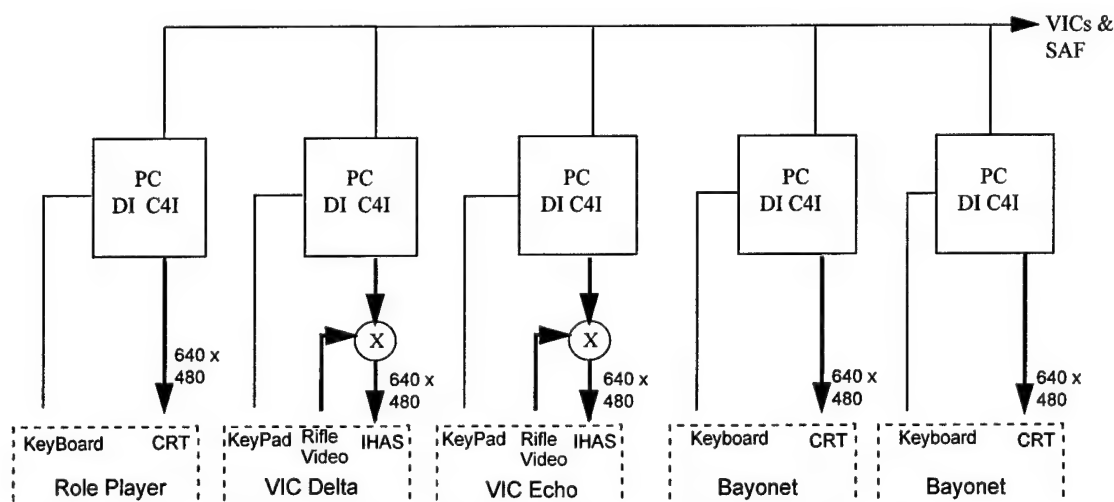 VICs &
SAF
PC
DI C4I
PC
DI C4I
PC
DI C4I
PC
DI C4I
PC
DI C4I
X
X
640 x
480
640 x
480
640 x
480
640 x
480
640 x
480
KeyBoard
CRT
Role Player
KeyPad
Rifle
Video
IHAS
VIC Delta
KeyPad
Rifle
Video
IHAS
VIC Echo
Keyboard
CRT
Bayonet
Keyboard
CRT
Bayonet